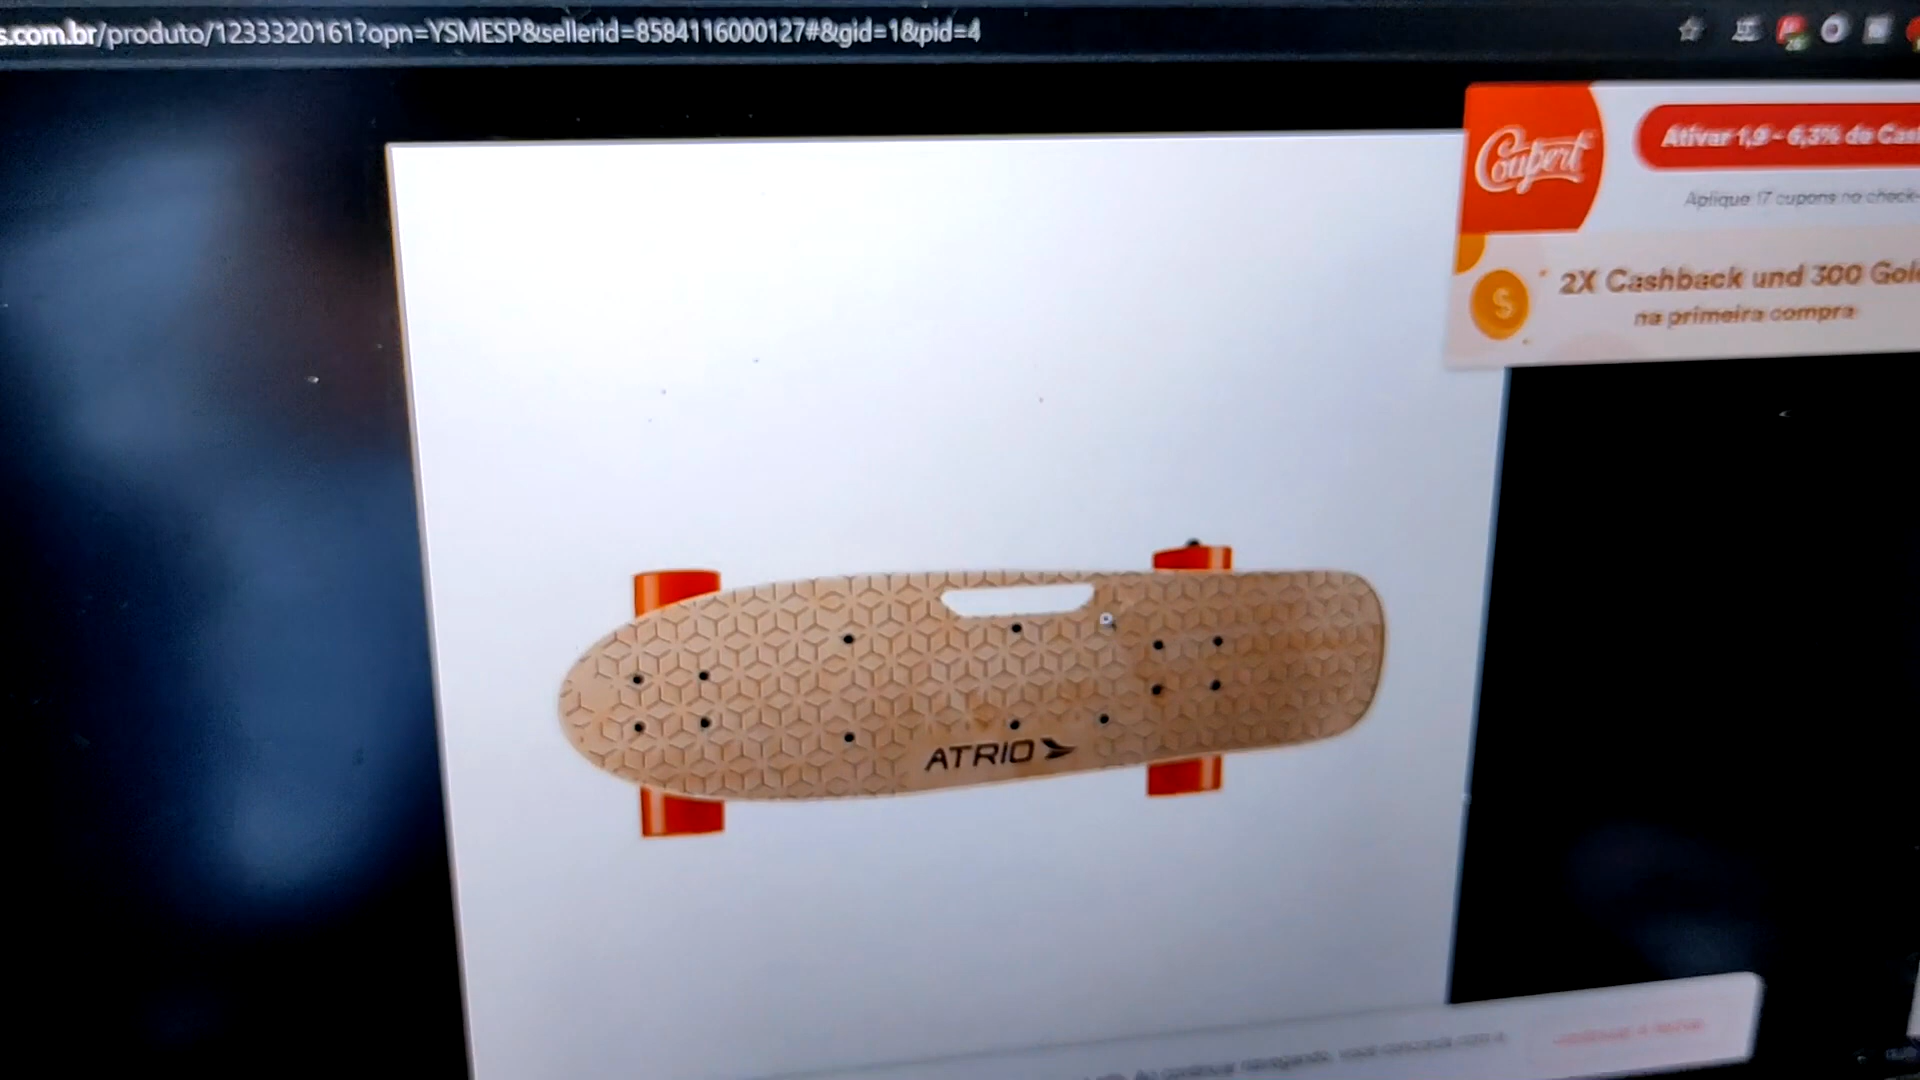 s.com.br/produto/1233320161?opn=YSMESP&sellerid=8584116000127#&gid=1&pid=4
Coupert
Ativar 1,9 - 6,3% de Cas
Aplique 17 cupons no check-
2X Cashback und 300 Gol
na primeira compra
ATRIO